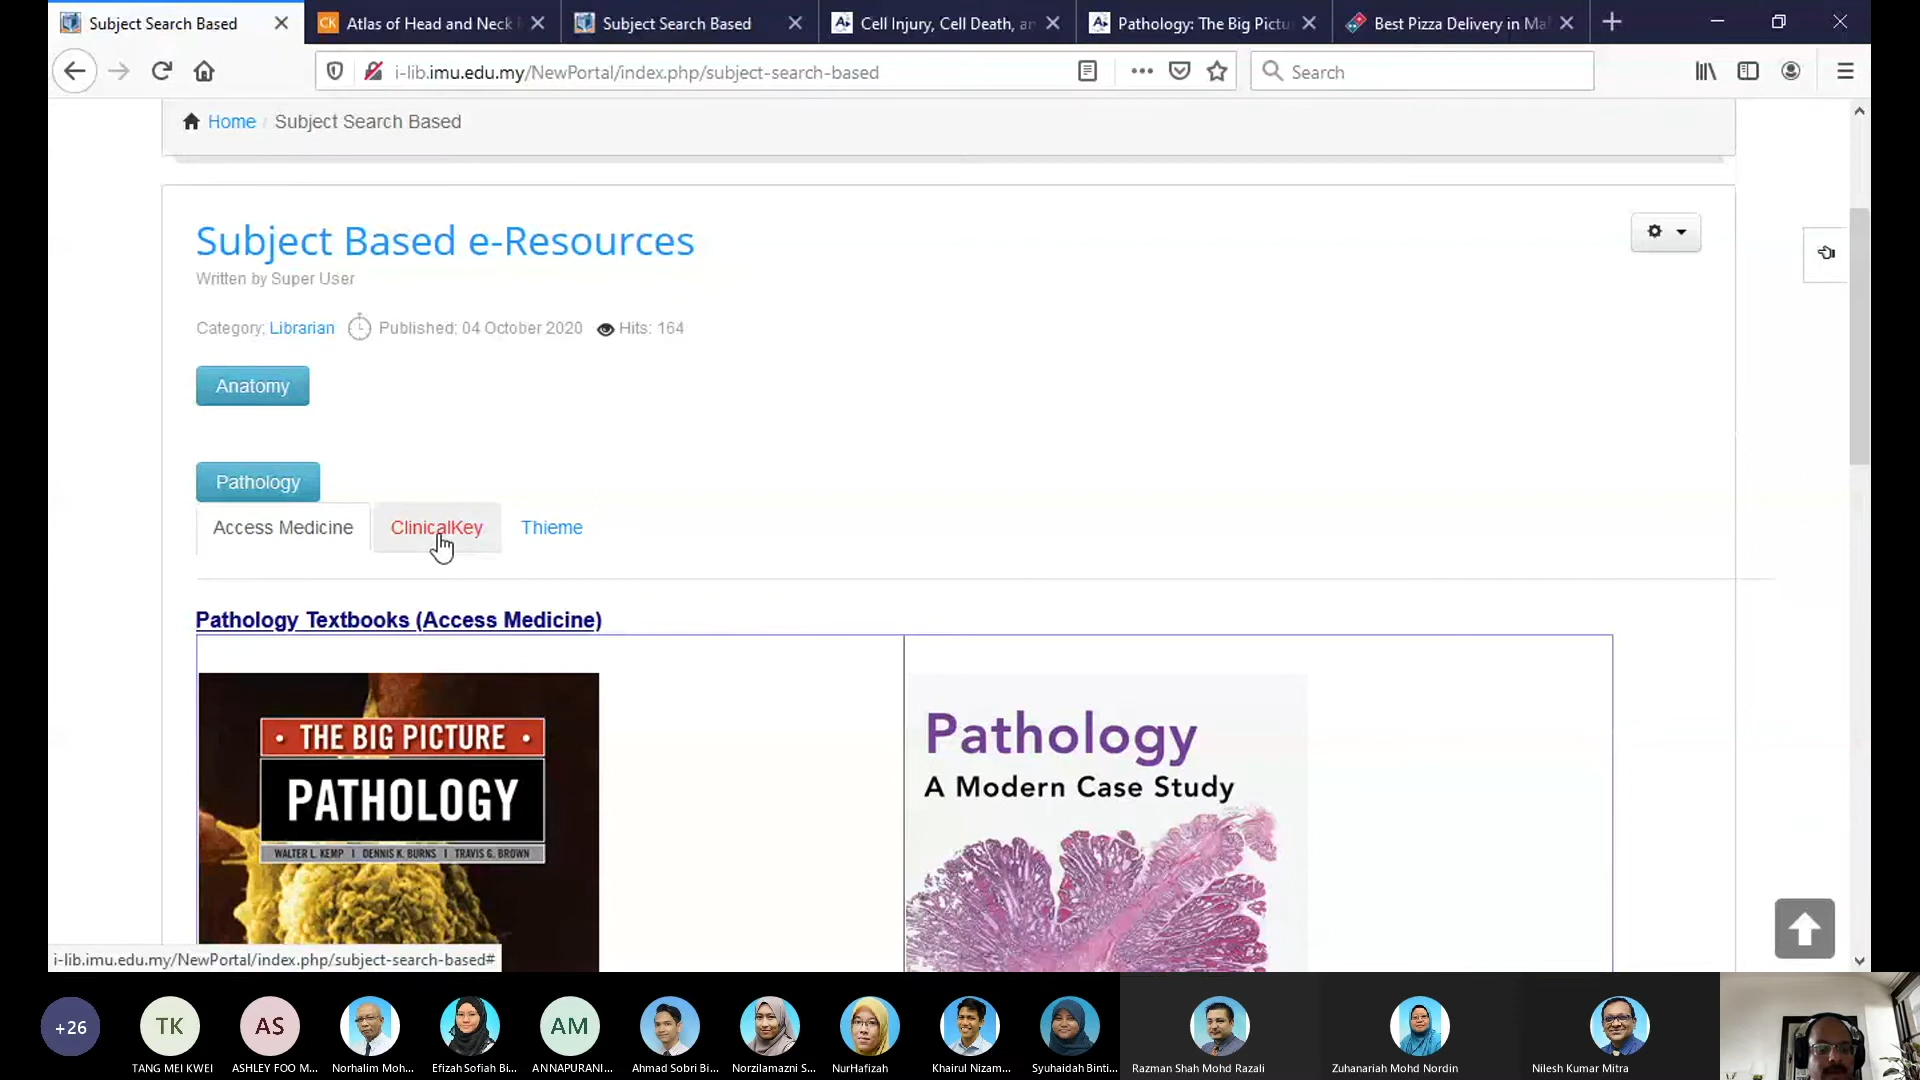 Subject Search Based
Atlas of Head and Neck
Subject Search Based
Cell Injury, Cell Death, an
Pathology: The Big Pictu
Best Pizza Delivery in Mal
i-lib.imu.edu.my/NewPortal/index.php/subject-search-based
Search
Home / Subject Search Based
Subject Based e-Resources
Written by Super User
Category: Librarian Published: 04 October 2020 Hits: 164
Anatomy
Pathology
Access Medicine ClinicalKey Thieme
Pathology Textbooks (Access Medicine)
• THE BIG PICTURE •
PATHOLOGY
WALTER L. KEMP | DENNIS K. BURNS | TRAVIS G. BROWN
Pathology
A Modern Case Study
i-lib.imu.edu.my/NewPortal/index.php/subject-search-based#
+26
TK
AS
AM
TANG MEI KWEI
ASHLEY FOO M...
Norhalim Moh...
Efizah Sofiah Bi...
ANNAPURANI...
Ahmad Sobri Bi...
Norzilamazni S...
NurHafizah
Khairul Nizam...
Syuhaidah Binti...
Razman Shah Mohd Razali
Zuhanariah Mohd Nordin
Nilesh Kumar Mitra